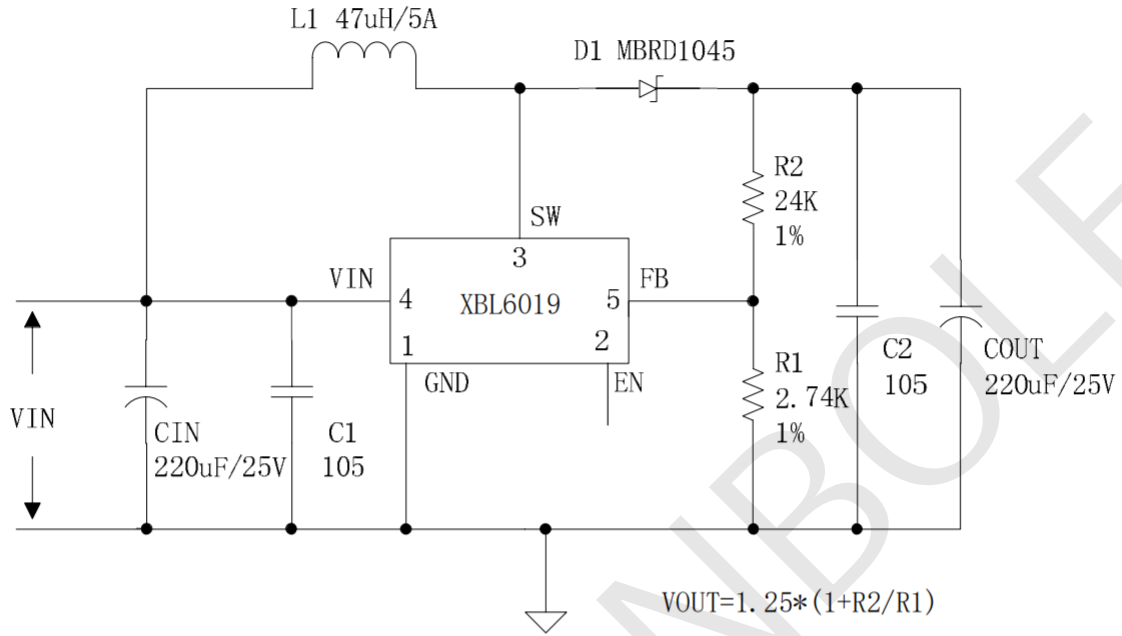 L1 47uH/5A
D1 MBRD1045
R2
24K
1%
SW
3
VIN
4
XBL6019
5
FB
1
2
GND
EN
R1
2.74K
1%
C2
105
COUT
220uF/25V
VIN
CIN
220uF/25V
C1
105
VOUT=1.25*(1+R2/R1)
NBOLE